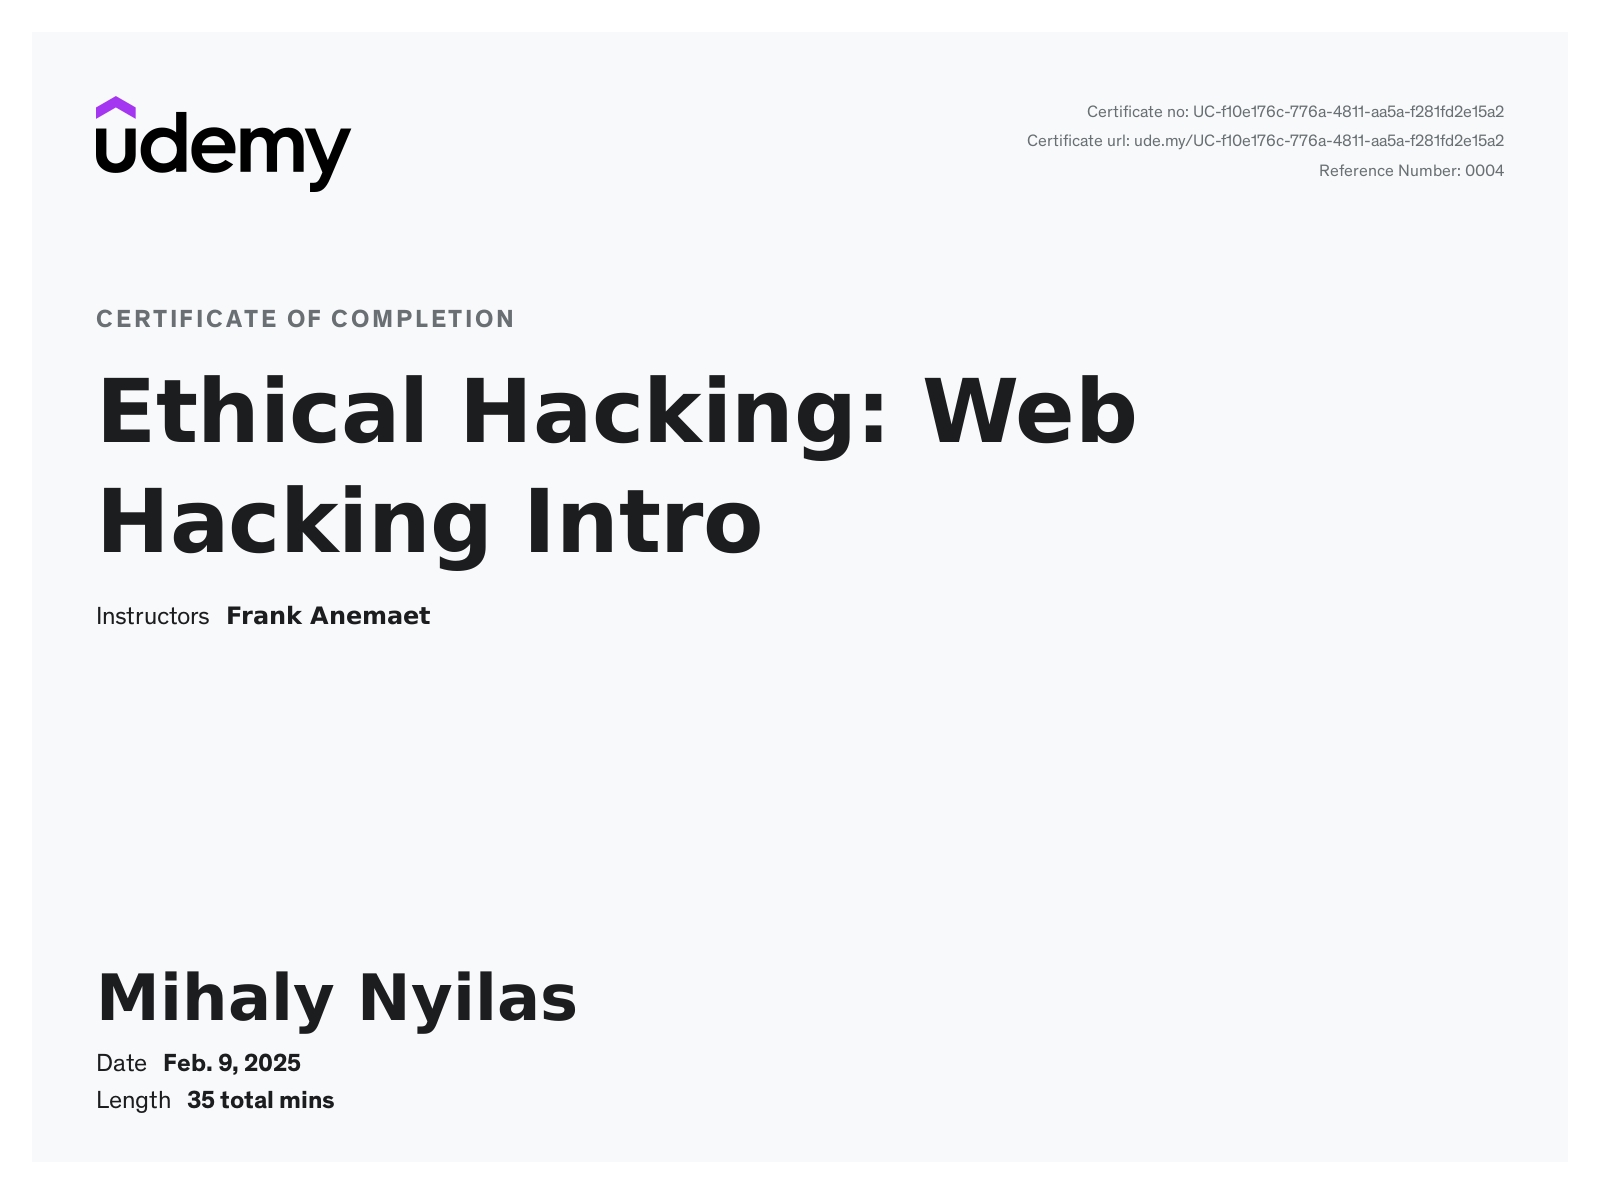 udemy
Certificate no: UC-f10e176c-776a-4811-aa5a-f281fd2e15a2
Certificate url: ude.my/UC-f10e176c-776a-4811-aa5a-f281fd2e15a2
Reference Number: 0004
CERTIFICATE OF COMPLETION
Ethical Hacking: Web
Hacking Intro
Instructors Frank Anemaet
Mihaly Nyilas
Date Feb. 9, 2025
Length 35 total mins